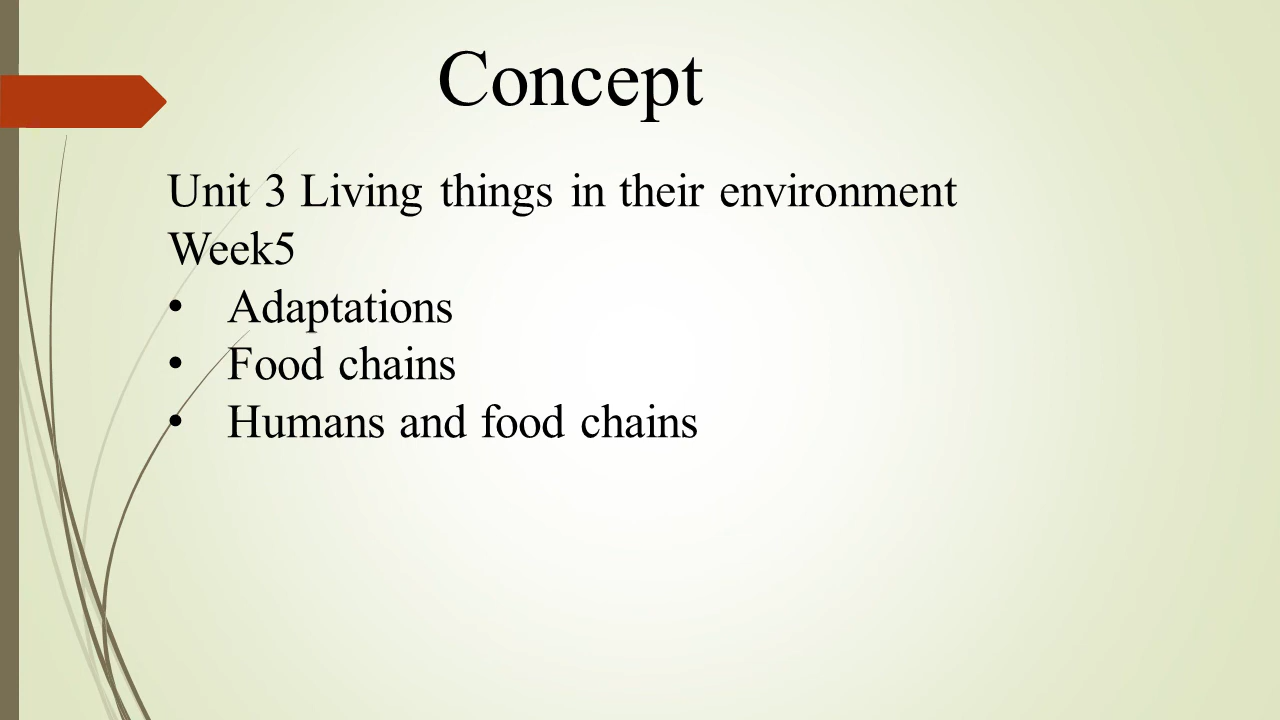 Concept
Unit 3 Living things in their environment
Week5
• Adaptations
• Food chains
• Humans and food chains